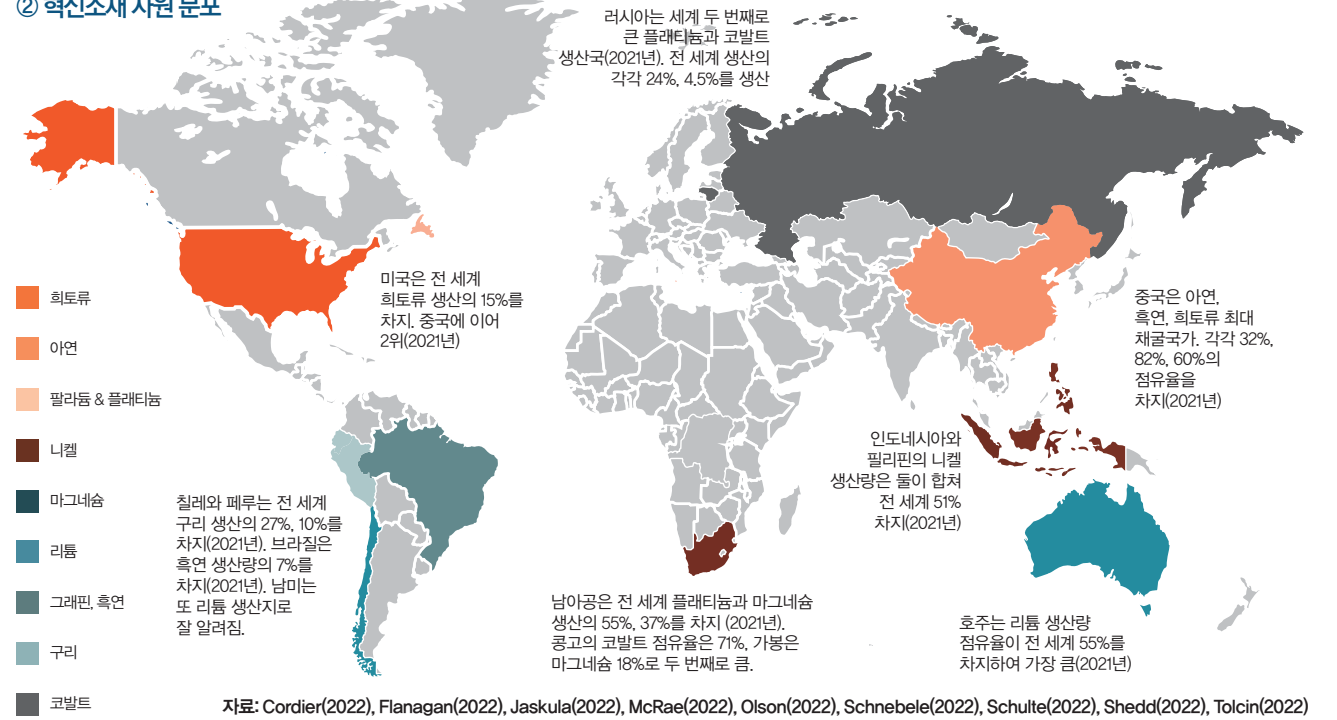 ② 혁신소재 자원 분포
러시아는 세계 두 번째로
큰 플래티늄과 코발트
생산국(2021년). 전 세계 생산의
각각 24%, 4.5%를 생산
미국은 전 세계
희토류 생산의 15%를
차지. 중국에 이어
2위(2021년)
중국은 아연,
흑연, 희토류 최대
채굴국가. 각각 32%,
82%, 60%의
점유율을
차지(2021년)
희토류
아연
팔라듐 & 플래티늄
니켈
마그네슘
리튬
그래핀, 흑연
구리
코발트
인도네시아와
필리핀의 니켈
생산량은 둘이 합쳐
전 세계 51%
차지(2021년)
칠레와 페루는 전 세계
구리 생산의 27%, 10%를
차지(2021년). 브라질은
흑연 생산량의 7%를
차지(2021년). 남미는
또 리튬 생산지로
잘 알려짐.
남아공은 전 세계 플래티늄과 마그네슘
생산의 55%, 37%를 차지 (2021년).
콩고의 코발트 점유율은 71%, 가봉은
마그네슘 18%로 두 번째로 큼.
호주는 리튬 생산량
점유율이 전 세계 55%를
차지하여 가장 큼(2021년)
자료: Cordier(2022), Flanagan(2022), Jaskula(2022), McRae(2022), Olson(2022), Schnebele(2022), Schulte(2022), Shedd(2022), Tolcin(2022)